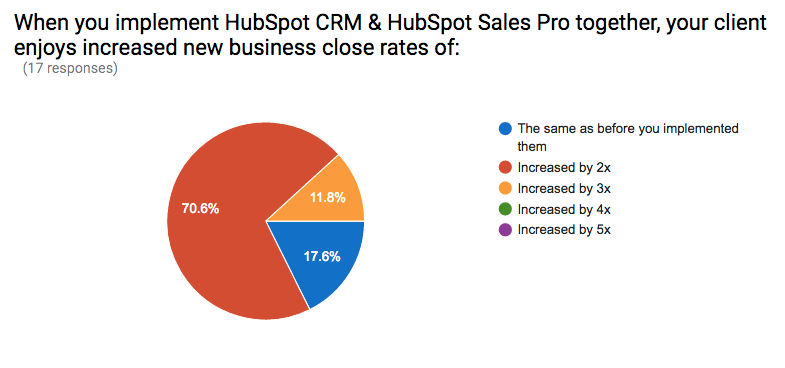 When you implement HubSpot CRM & HubSpot Sales Pro together, your client
enjoys increased new business close rates of:
(17 responses)
The same as before you implemented
them
Increased by 2x
Increased by 3x
Increased by 4x
Increased by 5x
11.8%
70.6%
17.6%